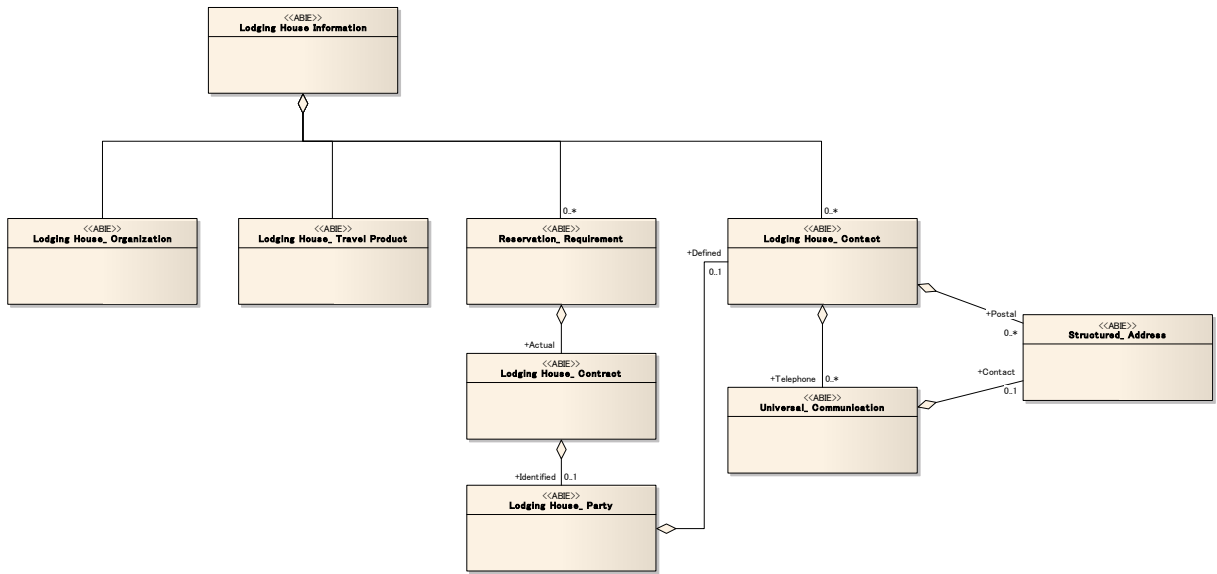 <<ABIE>>
Lodging House Information
<<ABIE>>
Lodging House_ Organization
<<ABIE>>
Lodging House_ Travel Product
0..*
<<ABIE>>
Reservation_ Requirement
0..*
<<ABIE>>
Lodging House_ Contact
+Defined
0..1
+Actual
<<ABIE>>
Lodging House_ Contract
+Postal
0..*
<<ABIE>>
Structured_ Address
+Contact
0..1
+Telephone
0..*
<<ABIE>>
Universal_ Communication
+Identified
0..1
<<ABIE>>
Lodging House_ Party